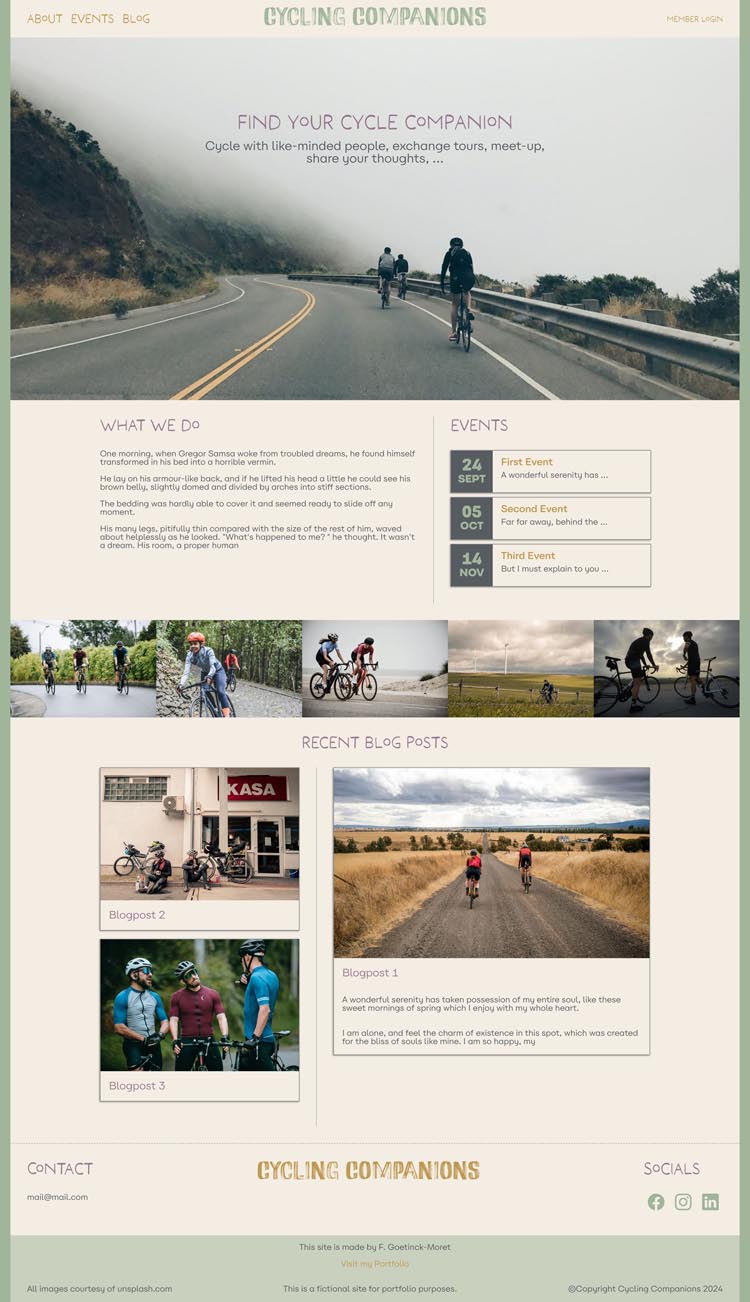 ABOUT EVENTS BLOG
CYCLING COMPANIONS
MEMBER LOGIN
FIND YOUR CYCLE COMPANION
Cycle with like-minded people, exchange tours, meet-up,
share your thoughts, ...
WHAT WE DO
One morning, when Gregor Samsa woke from troubled dreams, he found himself
transformed in his bed into a horrible vermin.
He lay on his armour-like back, and if he lifted his head a little he could see his
brown belly, slightly domed and divided by arches into stiff sections.
The bedding was hardly able to cover it and seemed ready to slide off any
moment.
His many legs, pitifully thin compared with the size of the rest of him, waved
about helplessly as he looked. "What's happened to me? " he thought. It wasn't
a dream. His room, a proper human
EVENTS
24
SEPT
First Event
A wonderful serenity has ...
05
OCT
Second Event
Far far away, behind the ...
14
NOV
Third Event
But I must explain to you ...
RECENT BLOG POSTS
KASA
Blogpost 2
Blogpost 3
Blogpost 1
A wonderful serenity has taken possession of my entire soul, like these
sweet mornings of spring which I enjoy with my whole heart.
I am alone, and feel the charm of existence in this spot, which was created
for the bliss of souls like mine. I am so happy, my
CONTACT
mail@mail.com
CYCLING COMPANIONS
SOCIALS
This site is made by F. Goetinck-Moret
Visit my Portfolio
All images courtesy of unsplash.com
This is a fictional site for portfolio purposes.
©Copyright Cycling Companions 2024